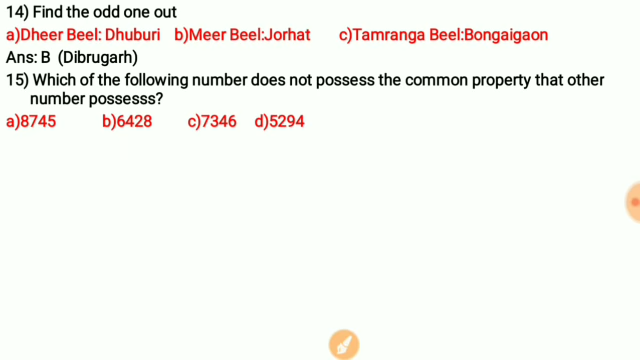 14) Find the odd one out
a)Dheer Beel: Dhuburi b)Meer Beel:Jorhat c)Tamranga Beel:Bongaigaon
Ans: B (Dibrugarh)
15) Which of the following number does not possess the common property that other
number possesss?
a)8745 b)6428 c)7346 d)5294